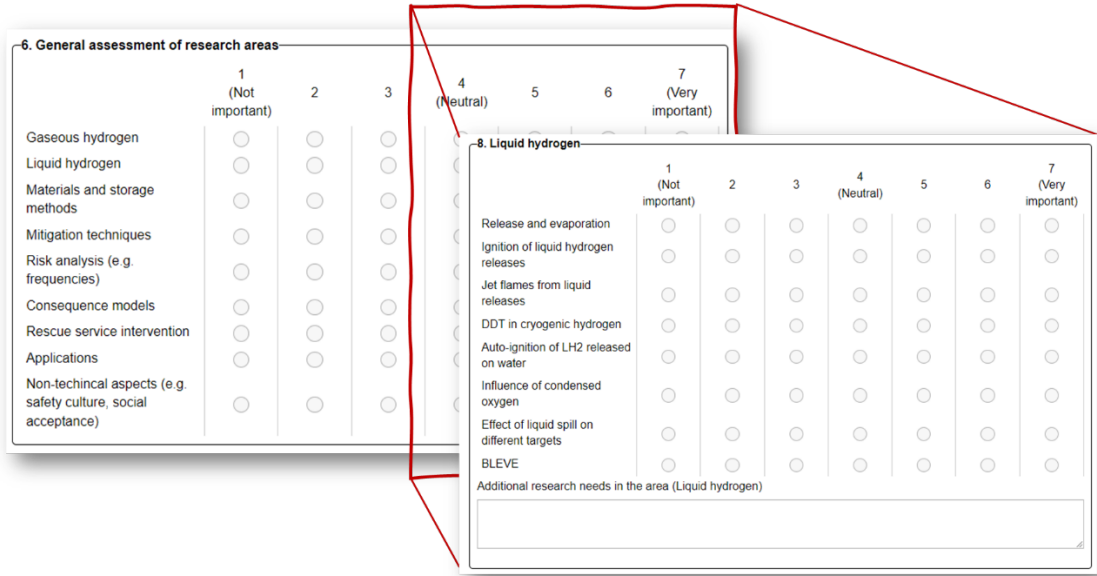 6. General assessment of research areas
1
(Not
important)
2
3
4
(Neutral)
5
6
7
(Very
important)
Gaseous hydrogen
Liquid hydrogen
Materials and storage
methods
Mitigation techniques
Risk analysis (e.g.
frequencies)
Consequence models
Rescue service intervention
Applications
Non-techincal aspects (e.g.
safety culture, social
acceptance)
8. Liquid hydrogen
1
(Not
important)
2
3
4
(Neutral)
5
6
7
(Very
important)
Release and evaporation
Ignition of liquid hydrogen
releases
Jet flames from liquid
releases
DDT in cryogenic hydrogen
Auto-ignition of LH2 released
on water
Influence of condensed
oxygen
Effect of liquid spill on
different targets
BLEVE
Additional research needs in the area (Liquid hydrogen)